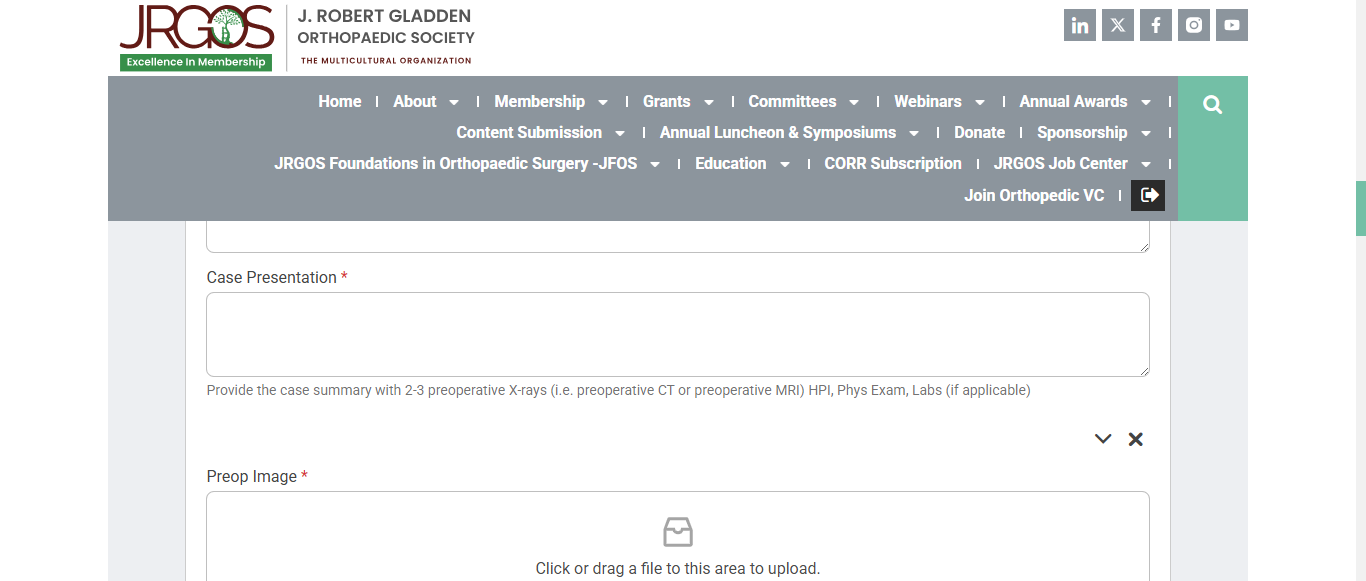 JRGOS
Excellence In Membership
J. ROBERT GLADDEN
ORTHOPAEDIC SOCIETY
THE MULTICULTURAL ORGANIZATION
Home | About | Membership | Grants | Committees | Webinars | Annual Awards |
Content Submission | Annual Luncheon & Symposiums | Donate | Sponsorship |
JRGOS Foundations in Orthopaedic Surgery -JFOS | Education | CORR Subscription | JRGOS Job Center |
Join Orthopedic VC |
Case Presentation *
Provide the case summary with 2-3 preoperative X-rays (i.e. preoperative CT or preoperative MRI) HPI, Phys Exam, Labs (if applicable)
Preop Image *
Click or drag a file to this area to upload.